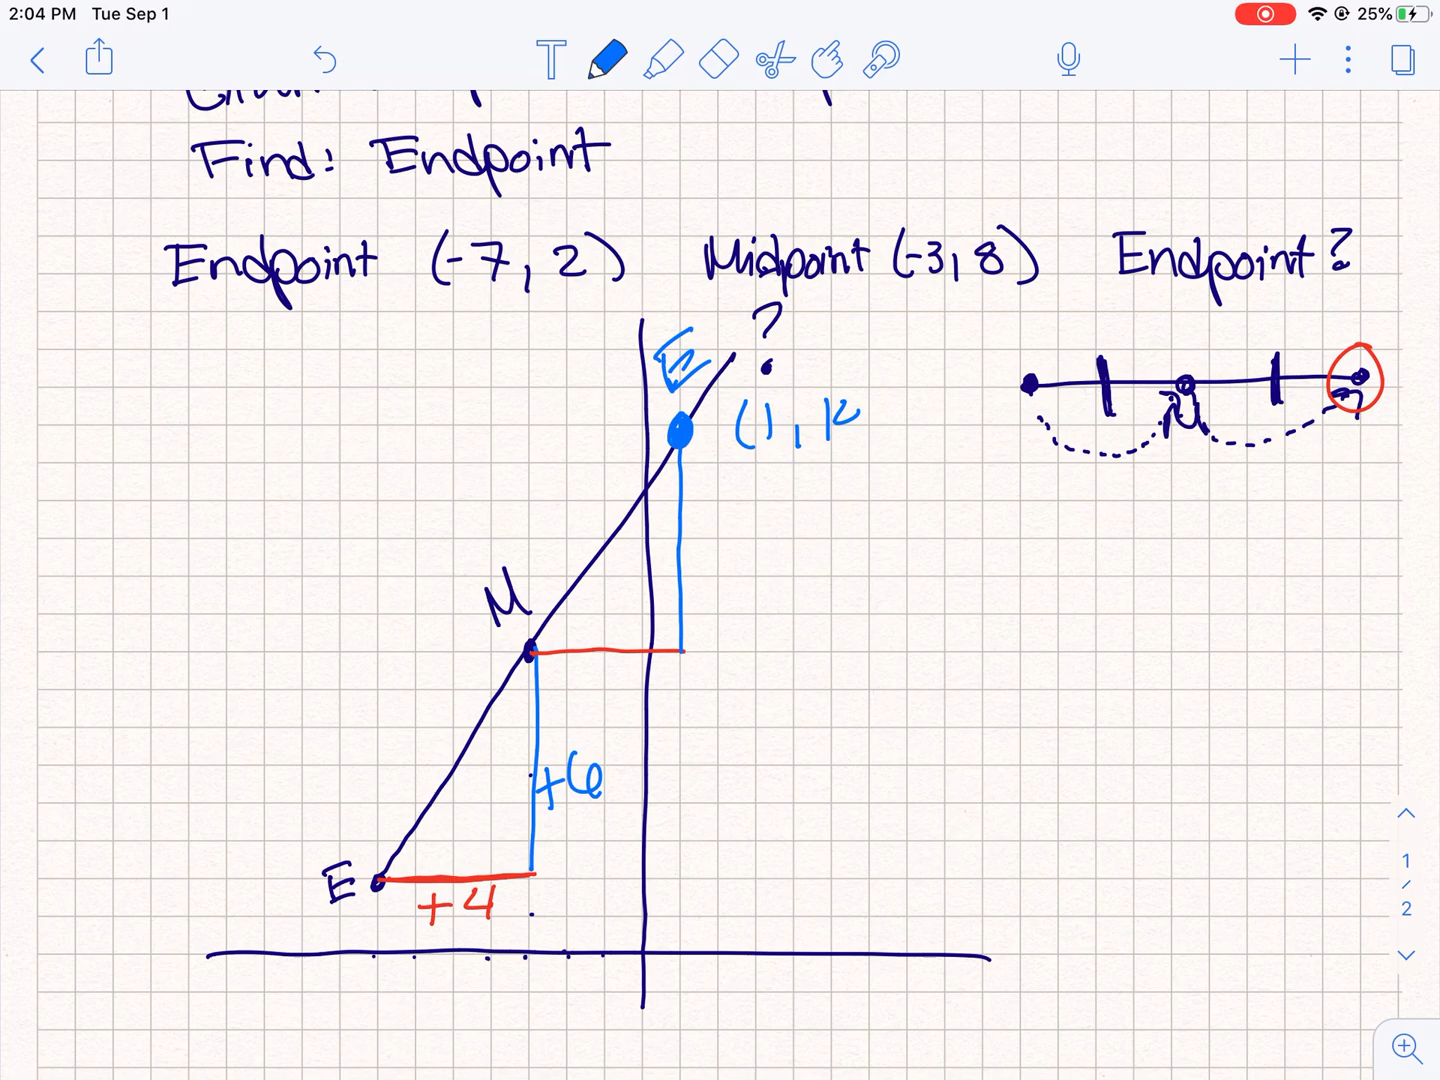 2:04 PM Tue Sep 1
25%
T
Find: Endpoint
Endpoint (-7, 2) Midpoint (-3, 8) Endpoint?
?
E
(1, 1
M
M
+6
E
+4
1
/
2